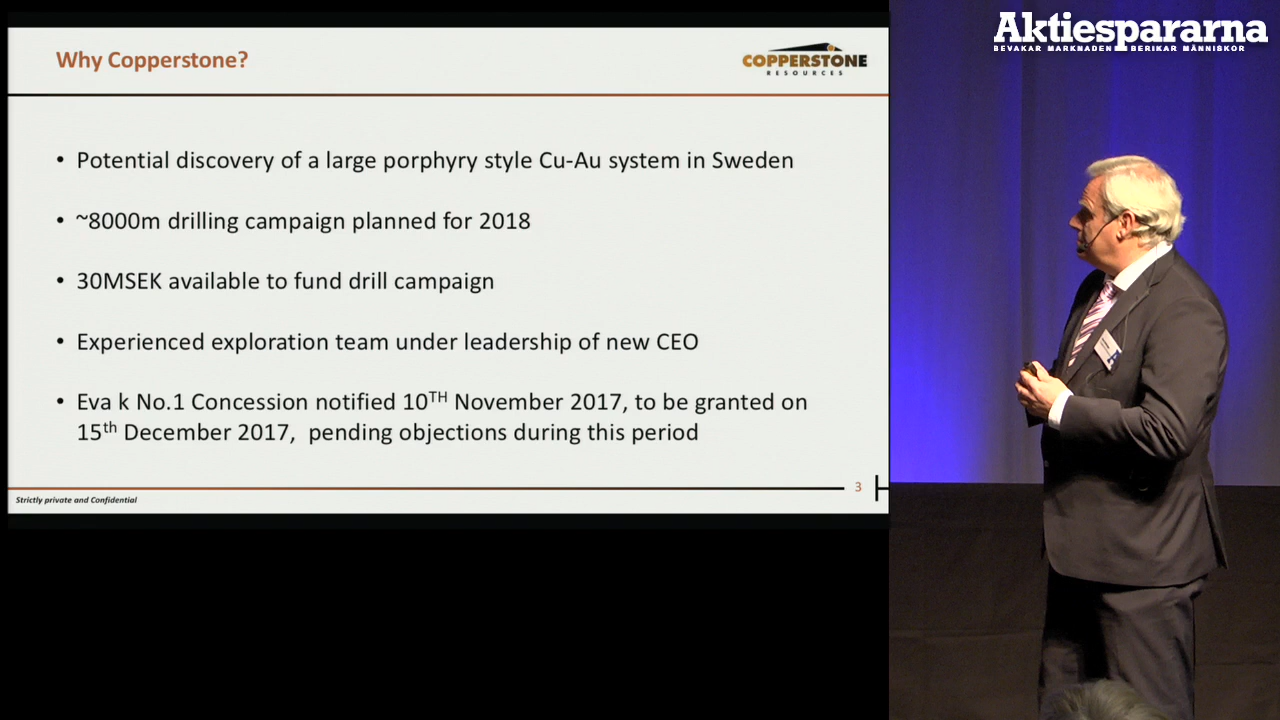 Why Copperstone?
COPPERSTONE
RESOURCES
Aktiespararna
BEVAKAR MARKNADEN BERIKAR MÄNNISKOR
• Potential discovery of a large porphyry style Cu-Au system in Sweden
• ~8000m drilling campaign planned for 2018
• 30MSEK available to fund drill campaign
• Experienced exploration team under leadership of new CEO
• Eva k No.1 Concession notified 10TH November 2017, to be granted on
15th December 2017,  pending objections during this period
Strictly private and Confidential
3